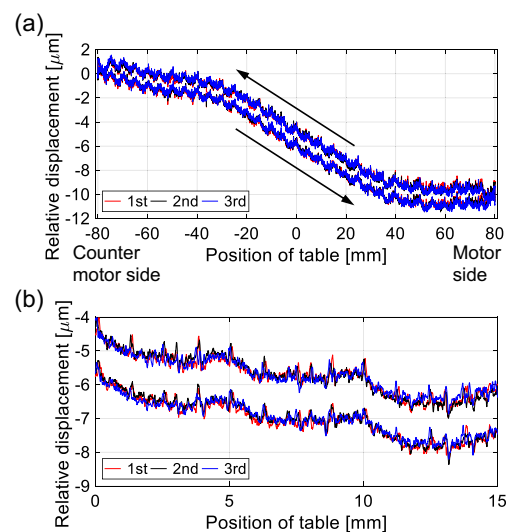 (a)
Relative displacement [μm]
2
0
-2
-4
-6
-8
-10
-12
1st 2nd 3rd
-80 -60 -40 -20 0 20 40 60 80
Counter motor side
Position of table [mm]
Motor side
(b)
Relative displacement [μm]
-4
-5
-6
-7
-8
-9
1st 2nd 3rd
0 5 10 15
Position of table [mm]